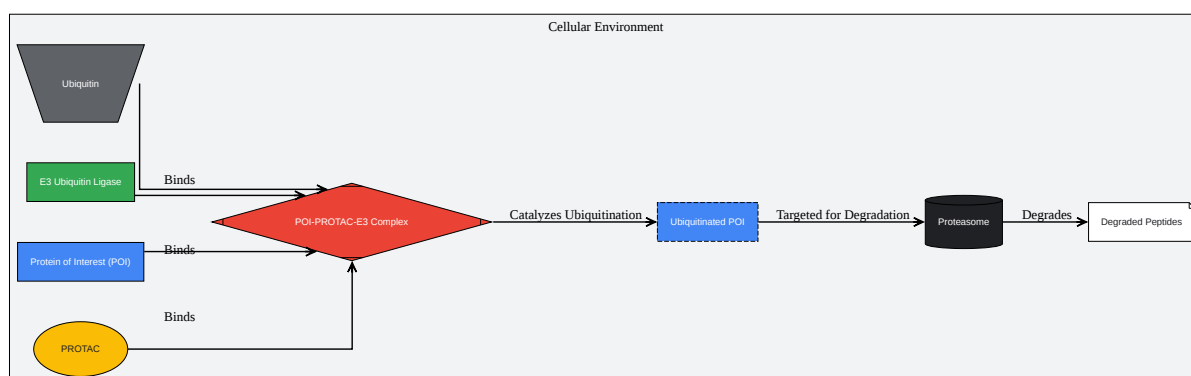 Cellular Environment
Ubiquitin
E3 Ubiquitin Ligase
Binds
POI-PROTAC-E3 Complex
Catalyzes Ubiquitination
Ubiquitinated POI
Targeted for Degradation
Proteasome
Degrades
Degraded Peptides
Protein of Interest (POI)
Binds
Binds
PROTAC